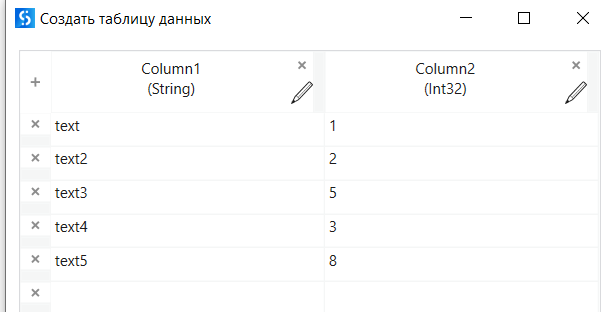 Создать таблицу данных
Column1 Column2
(String) (Int32)
text 1
text2 2
text3 5
text4 3
text5 8